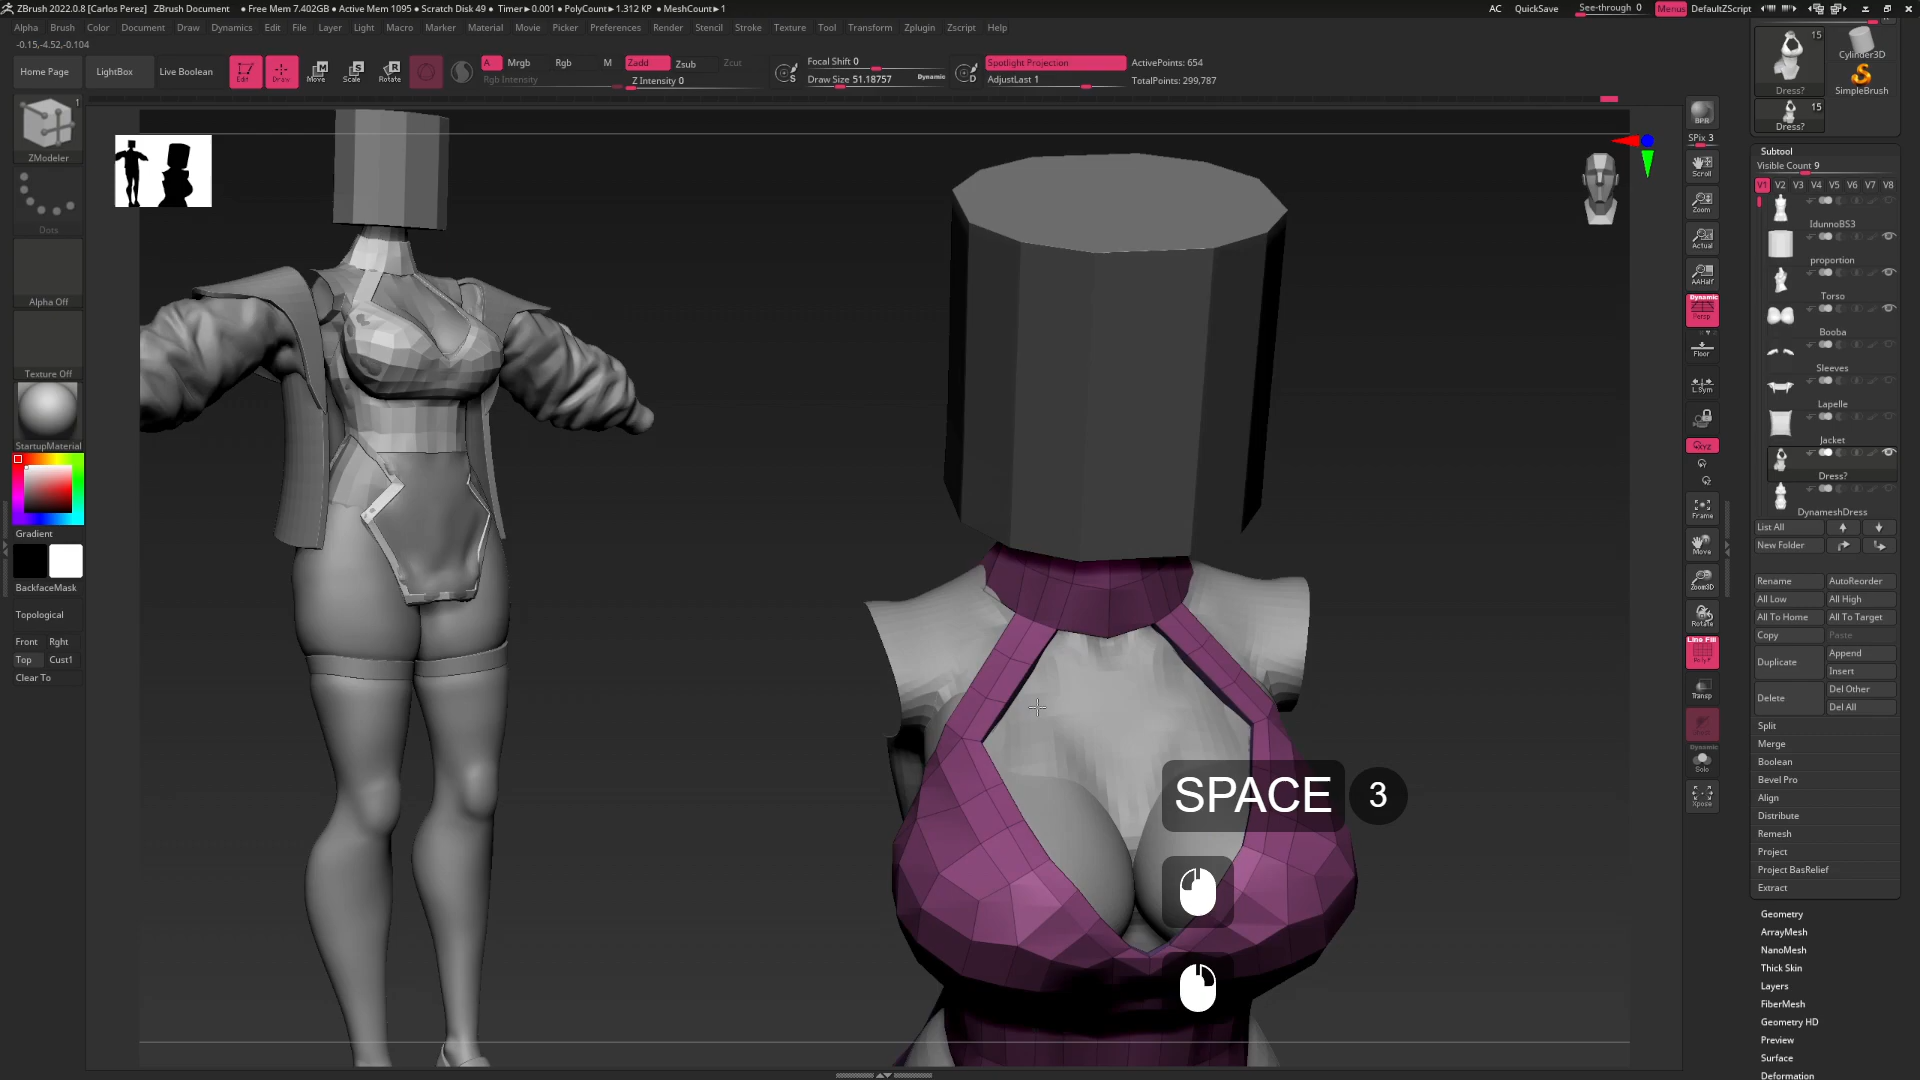 ZBrush 2022.0.8 [Carlos Perez] ZBrush Document • Free Mem 7.402GB • Active Mem 1095 • Scratch Disk 49 • Timer▸0.001 • PolyCount▸1.312 KP • MeshCount▸1
AC QuickSave See-through 0 Menus DefaultZScript
Alpha Brush Color Document Draw Dynamics Edit File Layer Light Macro Marker Material Movie Picker Preferences Render Stencil Stroke Texture Tool Transform Zplugin Zscript Help
-0.15,-4.52,-0.104
Home Page LightBox Live Boolean Edit Draw Move Scale Rotate
A Mrgb Rgb M Zadd Zsub Zcut
Rgb Intensity Z Intensity 0
Focal Shift 0
Draw Size 51.18757 Dynamic
Spotlight Projection
AdjustLast 1
ActivePoints: 654
TotalPoints: 299,787
1
ZModeler
Dots
Alpha Off
Texture Off
StartupMaterial
Gradient
BackfaceMask
Topological
Front Rght
Top Cust1
Clear To
SPACE 3
BPR
SPix 3
Scroll
Zoom
Actual
AAHalf
Dynamic
Persp
Floor
L.Sym
Frame
Move
Zoom3D
Rotate
Line Fill
PolyF
Transp
Dynamic
Solo
Xpose
15
Dress?
Cylinder3D
SimpleBrush
15
Dress?
Subtool
Visible Count 9
V1 V2 V3 V4 V5 V6 V7 V8
IdunnoBS3
proportion
Torso
Booba
Sleeves
Lapelle
Jacket
Dress?
DynameshDress
List All
New Folder
Rename AutoReorder
All Low All High
All To Home All To Target
Copy Paste
Duplicate Append
Insert
Delete Del Other
Del All
Split
Merge
Boolean
Bevel Pro
Align
Distribute
Remesh
Project
Project BasRelief
Extract
Geometry
ArrayMesh
NanoMesh
Thick Skin
Layers
FiberMesh
Geometry HD
Preview
Surface
Deformation